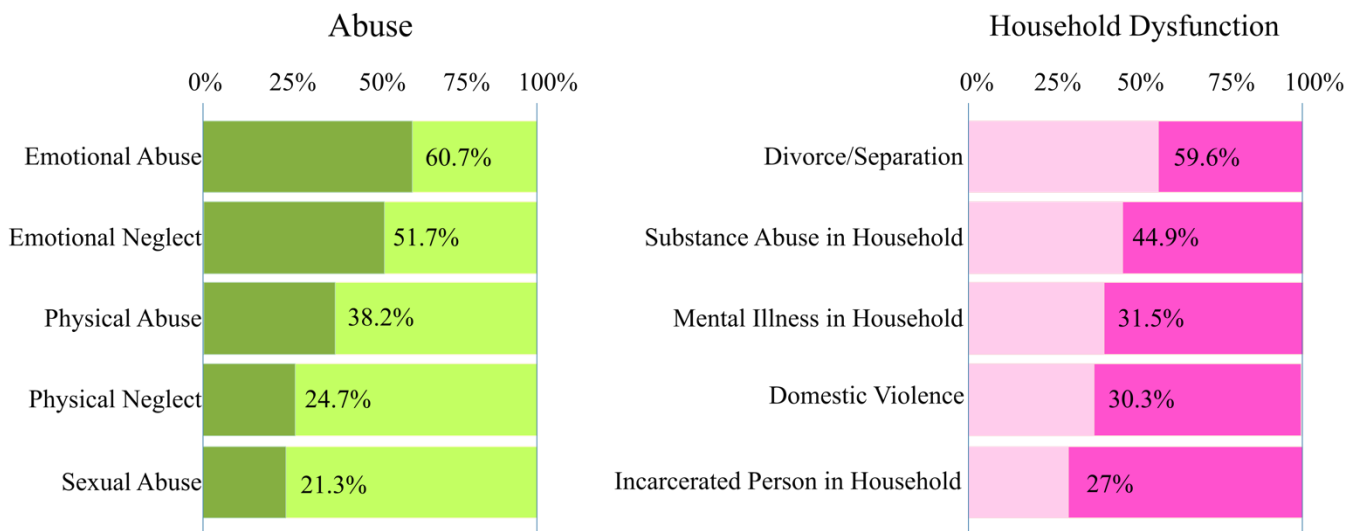 Abuse
0% 25% 50% 75% 100%
Emotional Abuse 60.7%
Emotional Neglect 51.7%
Physical Abuse 38.2%
Physical Neglect 24.7%
Sexual Abuse 21.3%
Household Dysfunction
0% 25% 50% 75% 100%
Divorce/Separation 59.6%
Substance Abuse in Household 44.9%
Mental Illness in Household 31.5%
Domestic Violence 30.3%
Incarcerated Person in Household 27%